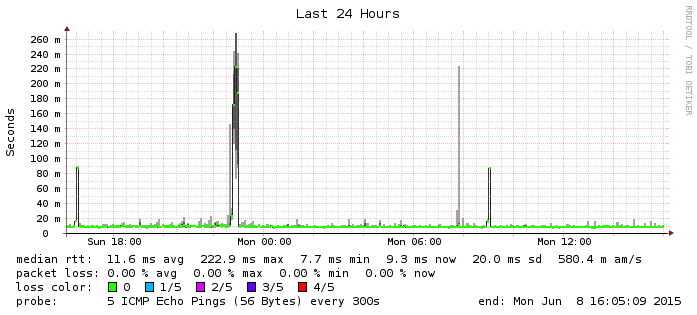 Last 24 Hours
RRDTOOL / TOBI OETIKER
Seconds
260 m
240 m
220 m
200 m
180 m
160 m
140 m
120 m
100 m
80 m
60 m
40 m
20 m
0
Sun 18:00 Mon 00:00 Mon 06:00 Mon 12:00
median rtt: 11.6 ms avg 222.9 ms max 7.7 ms min 9.3 ms now 20.0 ms sd 580.4 m am/s
packet loss: 0.00 % avg 0.00 % max 0.00 % min 0.00 % now
loss color: 0 1/5 2/5 3/5 4/5
probe: 5 ICMP Echo Pings (56 Bytes) every 300s end: Mon Jun 8 16:05:09 2015